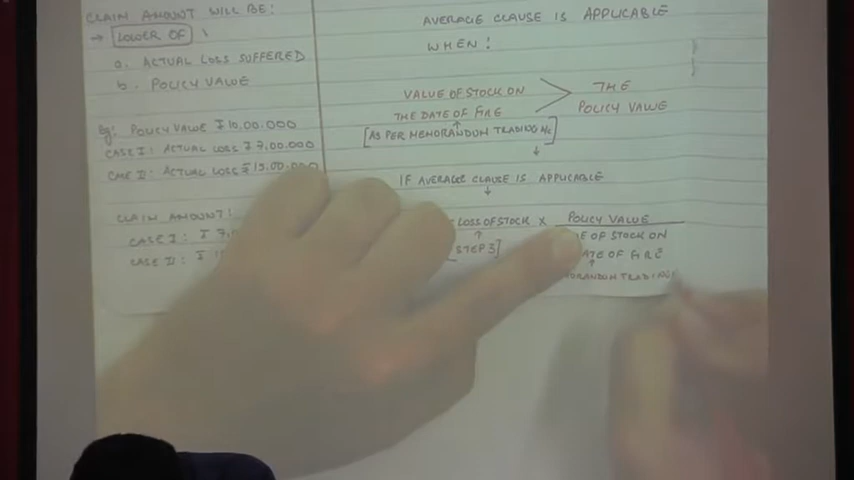 CLAIM AMOUNT WILL BE:
→ LOWER OF
a. ACTUAL LOSS SUFFERED
b. POLICY VALUE
Eg: POLICY VALUE ₹ 10,00,000
CASE I: ACTUAL LOSS ₹ 7,00,000
CASE II: ACTUAL LOSS ₹ 15,00,000
CLAIM AMOUNT:
CASE I: ₹ 7,
CASE II: ₹ 1
AVERAGE CLAUSE IS APPLICABLE
WHEN:
VALUE OF STOCK ON
THE DATE OF FIRE
[AS PER MEMORANDUM TRADING A/c]
> THE
POLICY VALUE
IF AVERAGE CLAUSE IS APPLICABLE
LOSS OF STOCK X POLICY VALUE
STEP 3]
OF STOCK ON
OF FIRE
TRADING